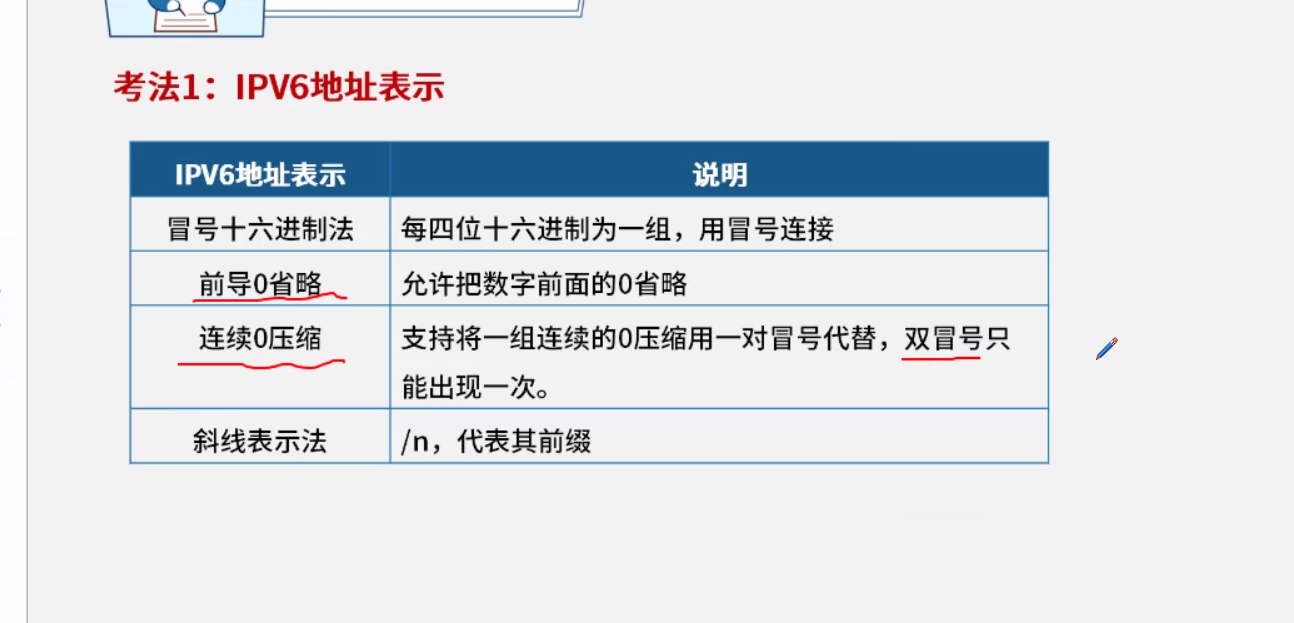 考法1：IPV6地址表示
IPV6地址表示 说明
冒号十六进制法 每四位十六进制为一组，用冒号连接
前导0省略 允许把数字前面的0省略
连续0压缩 支持将一组连续的0压缩用一对冒号代替，双冒号只
能出现一次。
斜线表示法 /n，代表其前缀